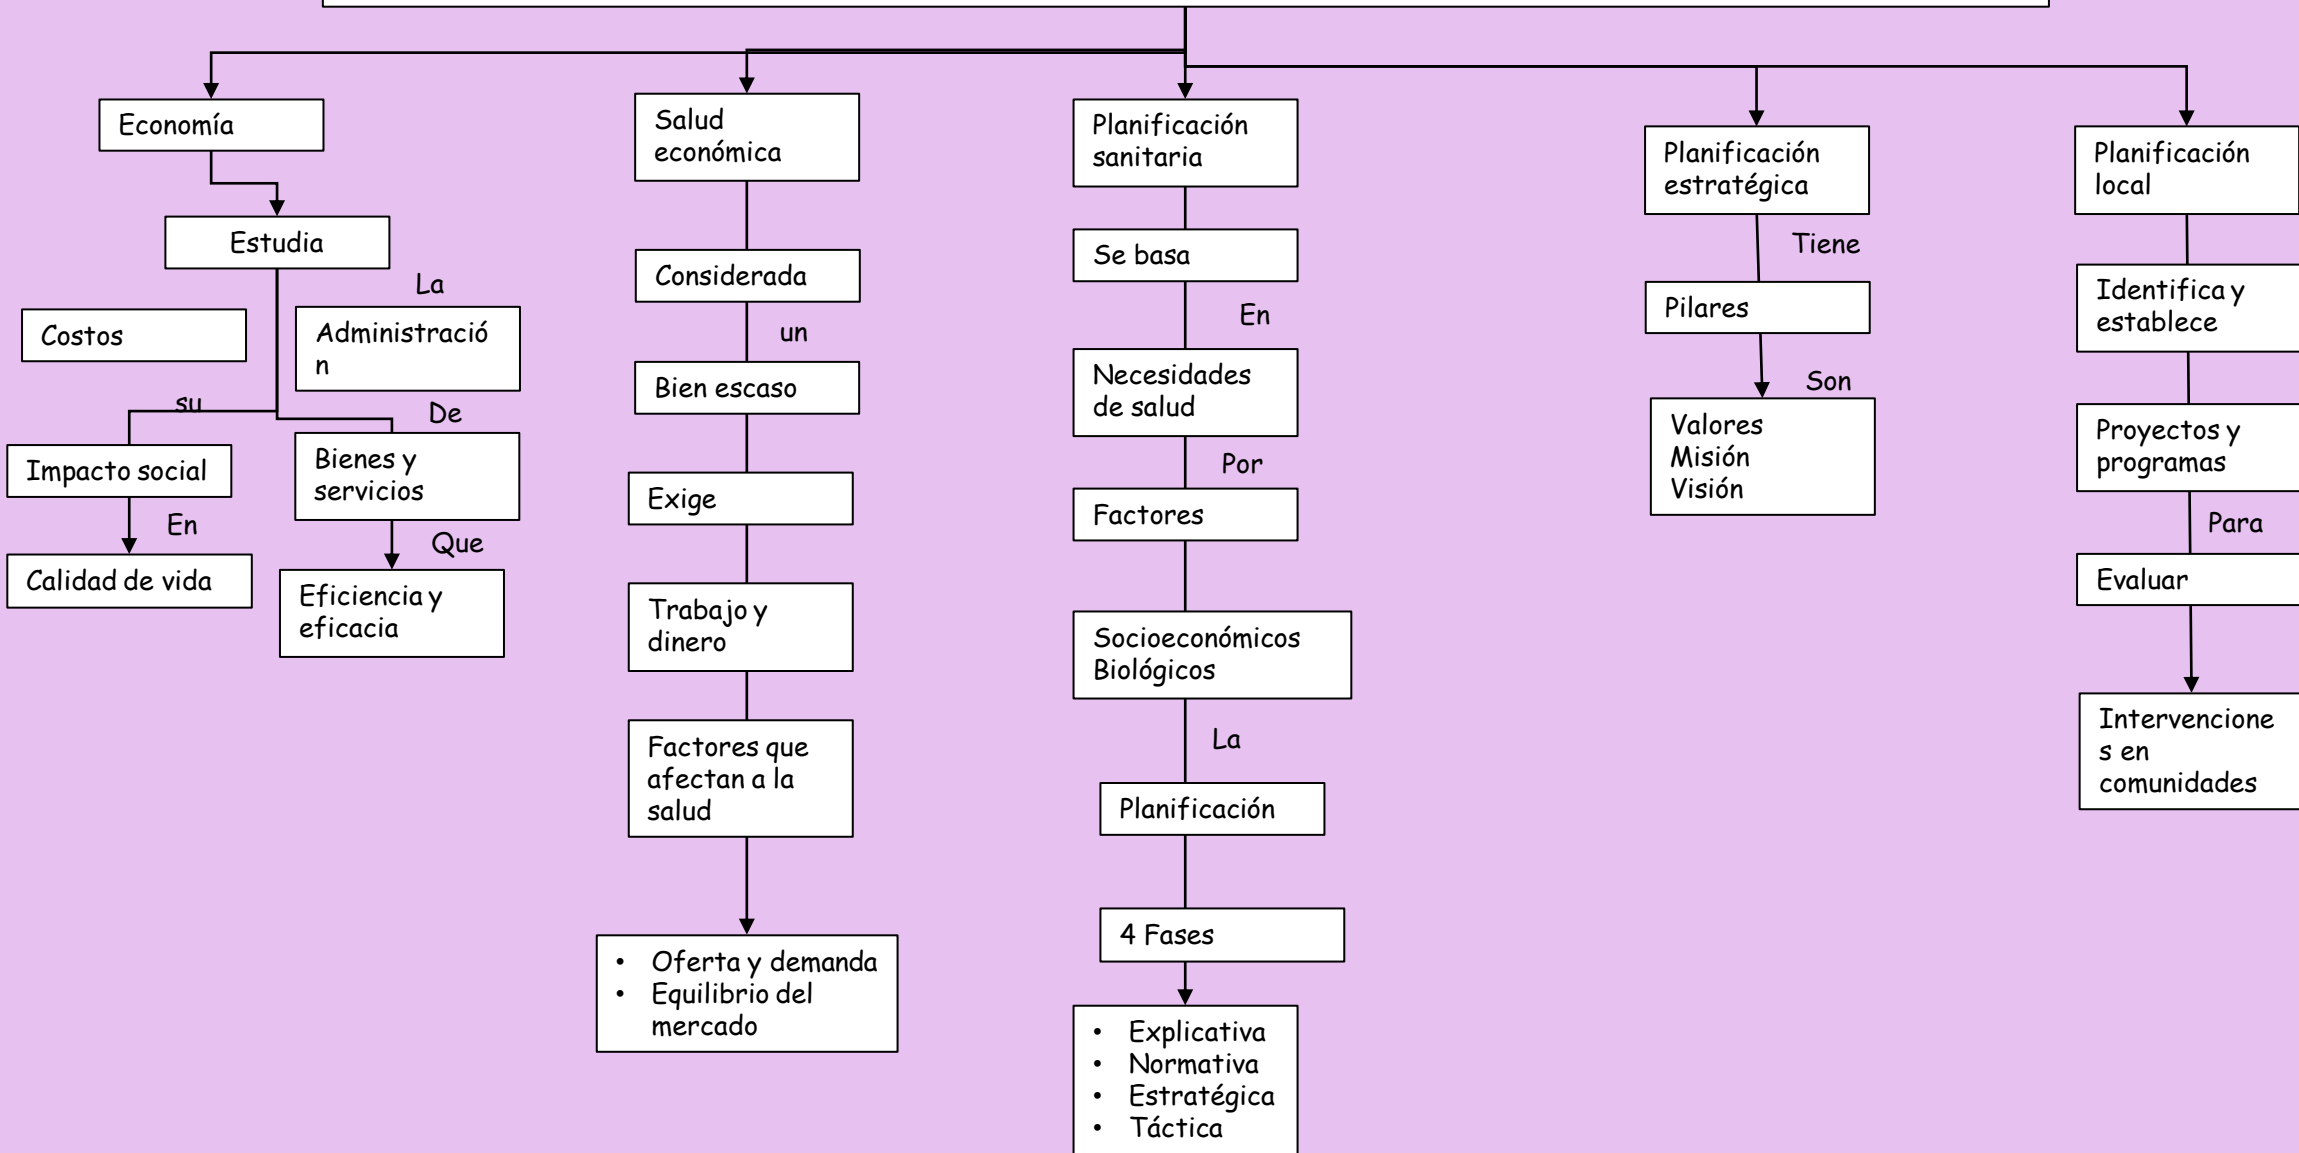 Economía
Estudia
La
Costos
Administració
n
su
De
Impacto social
Bienes y
servicios
En
Que
Calidad de vida
Eficiencia y
eficacia
Salud
económica
Considerada
un
Bien escaso
Exige
Trabajo y
dinero
Factores que
afectan a la
salud
• Oferta y demanda
• Equilibrio del
mercado
Planificación
sanitaria
Se basa
En
Necesidades
de salud
Por
Factores
Socioeconómicos
Biológicos
La
Planificación
4 Fases
• Explicativa
• Normativa
• Estratégica
• Táctica
Planificación
estratégica
Tiene
Pilares
Son
Valores
Misión
Visión
Planificación
local
Identifica y
establece
Proyectos y
programas
Para
Evaluar
Intervencione
s en
comunidades